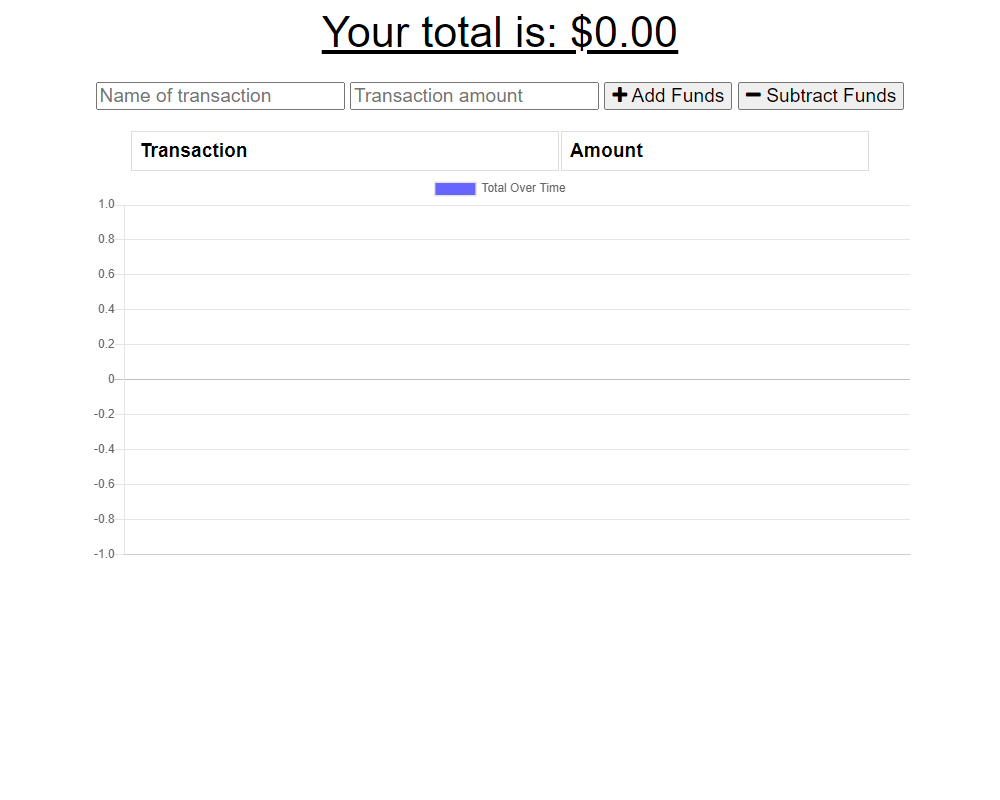 Your total is: $0.00
Name of transaction Transaction amount Add Funds Subtract Funds
Transaction Amount
Total Over Time
1.0
0.8
0.6
0.4
0.2
0
-0.2
-0.4
-0.6
-0.8
-1.0